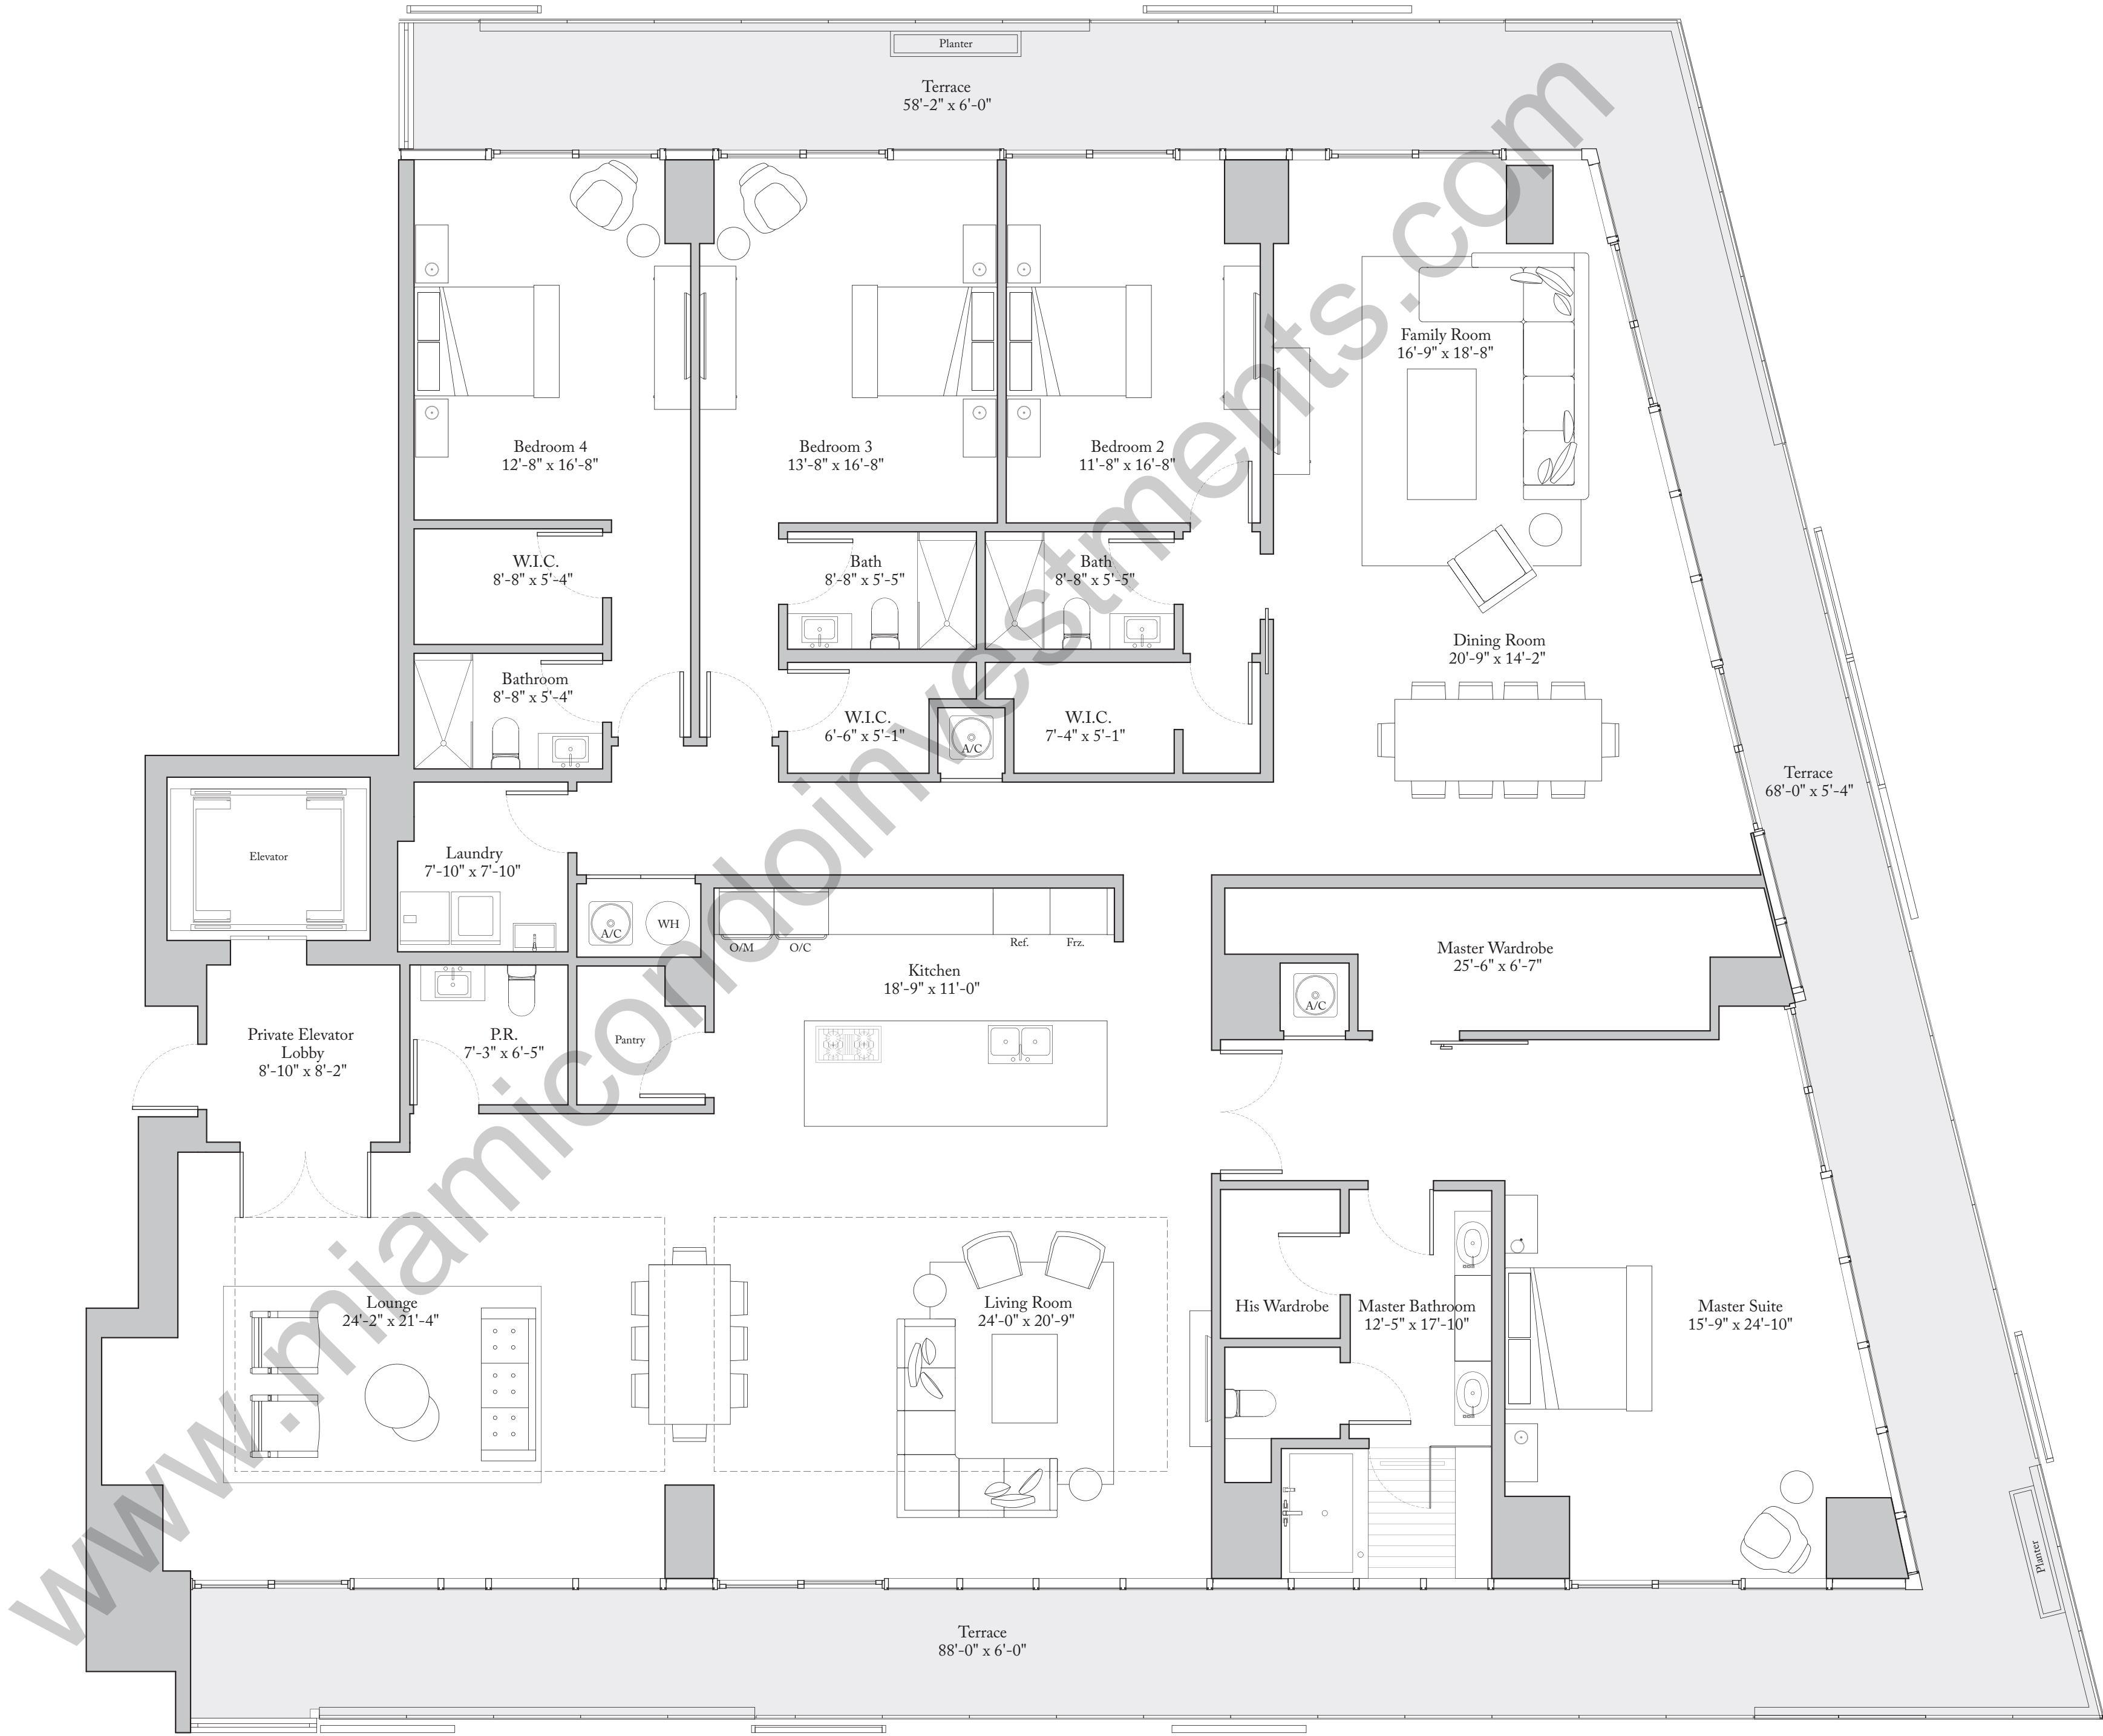 Planter
Terrace
58'-2" x 6'-0"
Family Room
16'-9" x 18'-8"
Bedroom 4
12'-8" x 16'-8"
Bedroom 3
13'-8" x 16'-8"
Bedroom 2
11'-8" x 16'-8"
W.I.C.
8'-8" x 5'-4"
Bath
8'-8" x 5'-5"
Bath
8'-8" x 5'-5"
Dining Room
20'-9" x 14'-2"
Bathroom
8'-8" x 5'-4"
W.I.C.
6'-6" x 5'-1"
A/C
W.I.C.
7'-4" x 5'-1"
Terrace
68'-0" x 5'-4"
Elevator
Laundry
7'-10" x 7'-10"
A/C
WH
O/M
O/C
Ref.
Frz.
Kitchen
18'-9" x 11'-0"
Master Wardrobe
25'-6" x 6'-7"
A/C
Private Elevator
Lobby
8'-10" x 8'-2"
P.R.
7'-3" x 6'-5"
Pantry
Lounge
24'-2" x 21'-4"
Living Room
24'-0" x 20'-9"
His Wardrobe
Master Bathroom
12'-5" x 17'-10"
Master Suite
15'-9" x 24'-10"
Planter
Terrace
88'-0" x 6'-0"
www.miamicondoinvestments.com